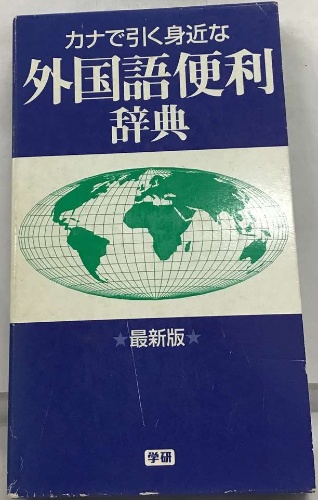 カナで引く身近な
外国語便利
辞典
★最新版★
学研